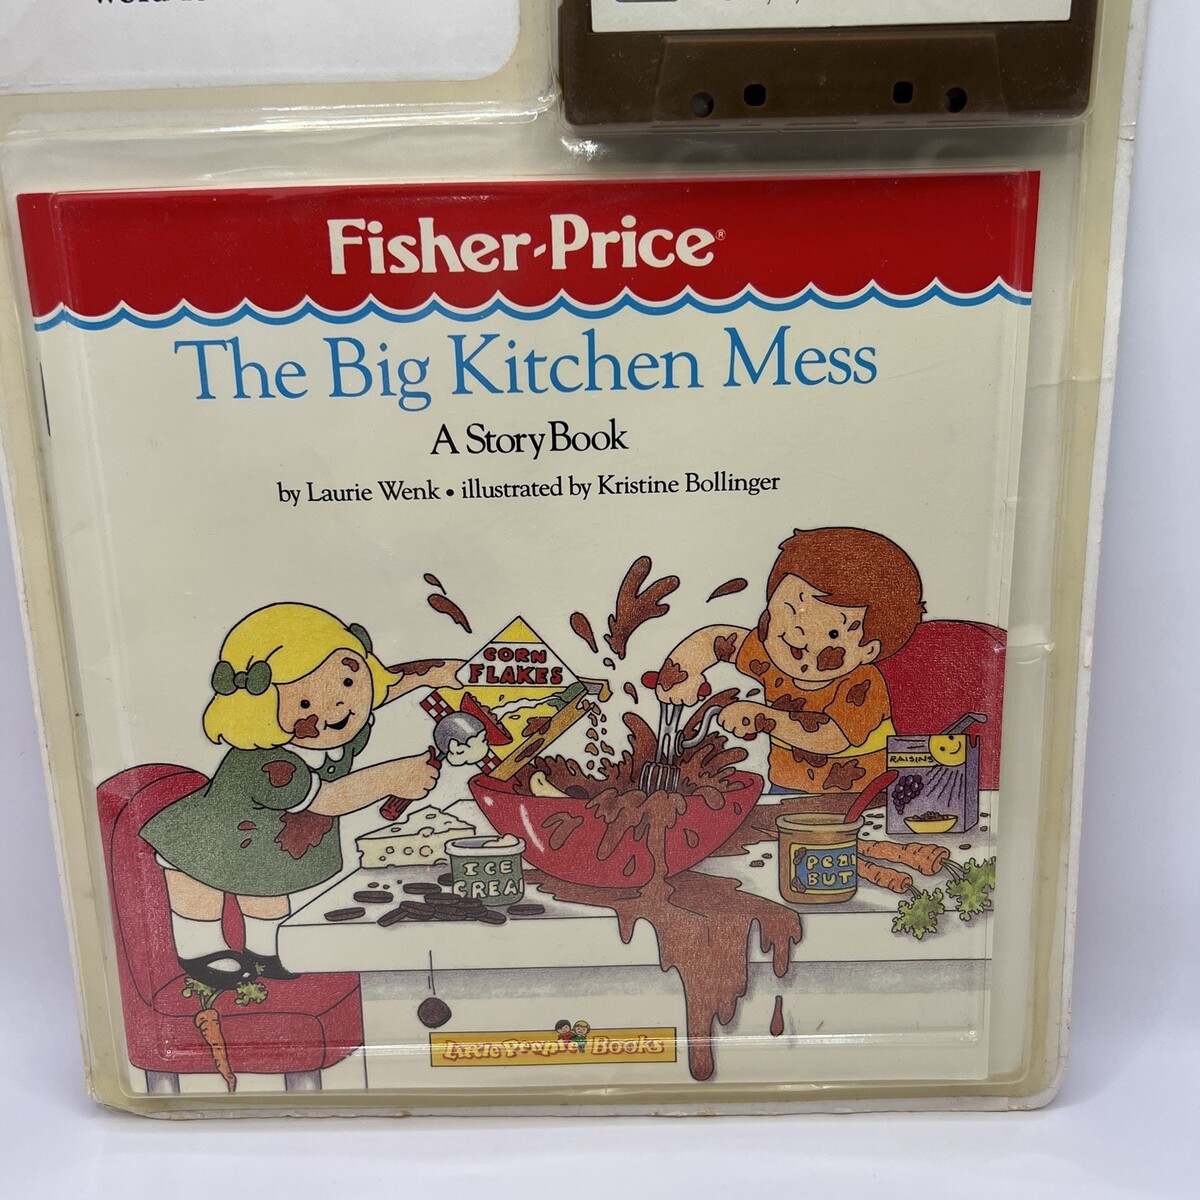 Fisher-Price®
The Big Kitchen Mess
A Story Book
by Laurie Wenk • illustrated by Kristine Bollinger
CORN
FLAKES
RAISINS
ICE
CREA
PEA
BUT
Little People Books